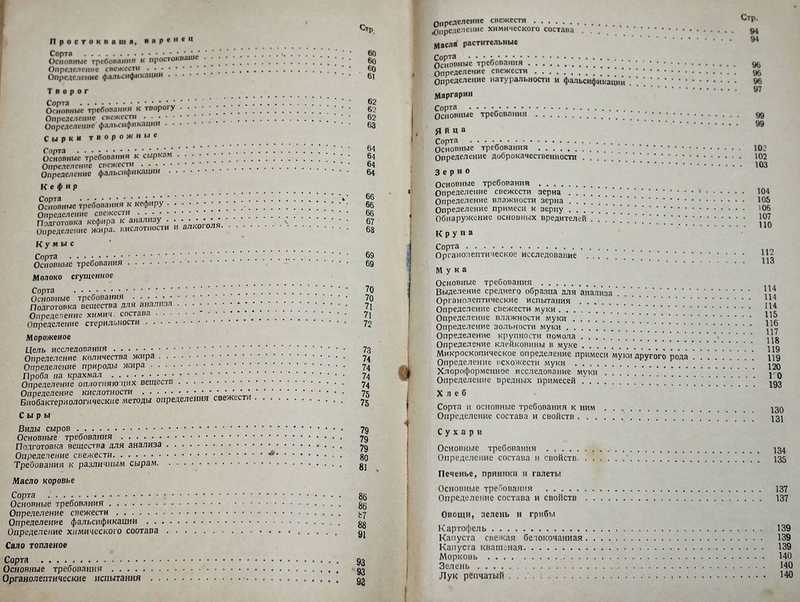 Стр.
Простокваша, варенец
Сорта 60
Основные требования к простокваше 60
Определение свежести 60
Определение фальсификации 61
Творог
Сорта 62
Основные требования к творогу 62
Определение свежести 62
Определение фальсификации 63
Сырки творожные
Сорта 64
Основные требования к сыркам 64
Определение свежести 64
Определение фальсификации 64
Кефир
Сорта 66
Основные требования к кефиру 66
Определение свежести 66
Подготовка кефира к анализу 67
Определение жира, кислотности и алкоголя. 68
Кумыс
Сорта 69
Основные требования 69
Молоко сгущенное
Сорта 70
Основные требования 70
Подготовка вещества для анализа 71
Определение химич. состава 71
Определение стерильности 72
Мороженое
Цель исследования 73
Определение количества жира 74
Определение природы жира 74
Проба на крахмал 74
Определение оплотняющих веществ 74
Определение кислотности 75
Биобактериологические методы определения свежести 75
Сыры
Виды сыров 79
Основные требования 79
Подготовка вещества для анализа 79
Определение свежести 80
Требования к различным сырам. 81
Масло коровье
Сорта 86
Основные требования 86
Определение свежести 87
Определение фальсификации 88
Определение химического состава 91
Сало топленое
Сорта 93
Основные требования 93
Органолептические испытания 93
Стр.
Определение свежести 94
Определение химического состава 94
Масла растительные
Сорта 96
Основные требования 96
Определение свежести 96
Определение натуральности и фальсификации 97
Маргарин
Сорта 99
Основные требования 99
Яйца
Сорта 102
Основные требования 102
Определение доброкачественности 103
Зерно
Основные требования 104
Определение свежести зерна 105
Определение влажности зерна 106
Определение примеси к зерну 107
Обнаружение основных вредителей 110
Крупа
Сорта 112
Органолептическое исследование 113
Мука
Основные требования 114
Выделение среднего образца для анализа 114
Органолептические испытания 114
Определение свежести муки 115
Определение влажности муки 116
Определение зольности муки 117
Определение крупности помола 118
Определение клейковины в муке 119
Микроскопическое определение примеси муки другого рода 119
Определение всхожести муки 120
Хлороформенное исследование муки
Определение вредных примесей 193
Хлеб
Сорта и основные требования к ним 130
Определение состава и свойств 131
Сухари
Основные требования 134
Определение состава и свойств 135
Печенье, пряники и галеты
Основные требования 137
Определение состава и свойств 137
Овощи, зелень и грибы
Картофель 139
Капуста свежая белокочанная 139
Капуста квашеная 139
Морковь 140
Зелень 140
Лук репчатый 140